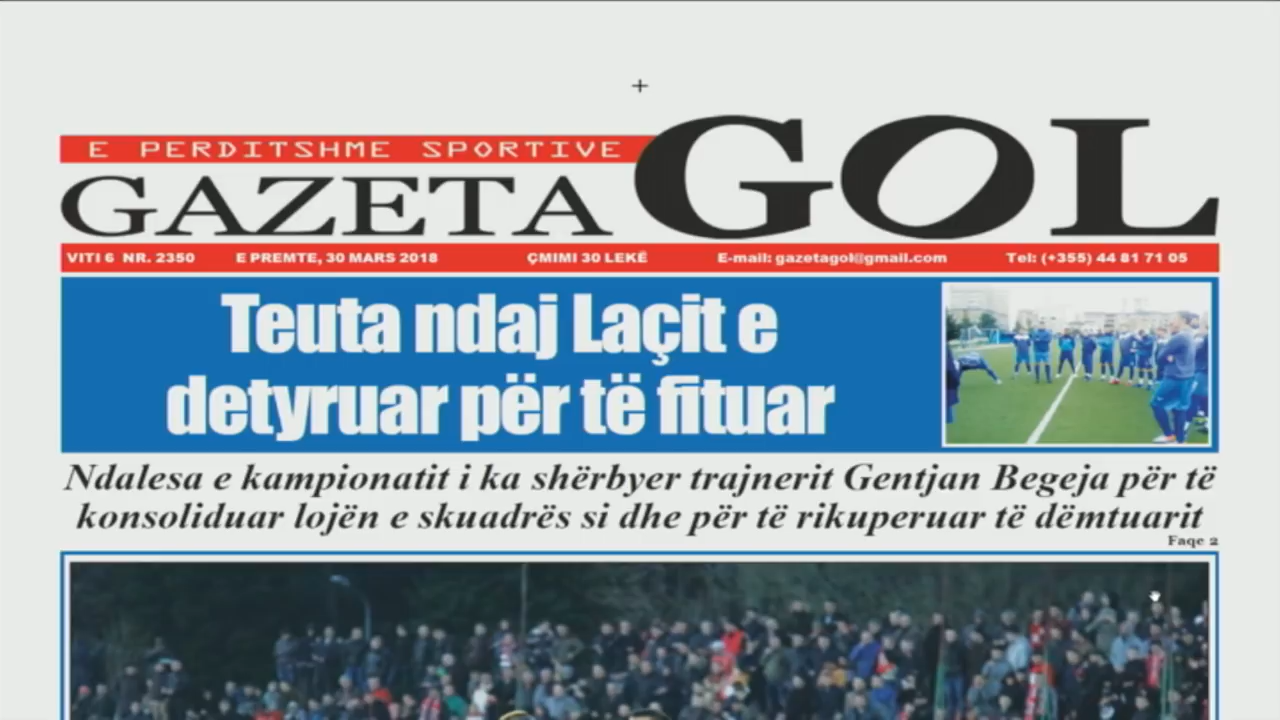 E PERDITSHME SPORTIVE
GAZETA GOL
VITI 6 NR. 2350 E PREMTE, 30 MARS 2018 ÇMIMI 30 LEKË E-mail: gazetagol@gmail.com Tel: (+355) 44 81 71 05
Teuta ndaj Laçit e
detyruar për të fituar
Ndalesa e kampionatit i ka shërbyer trajnerit Gentjan Begeja për të
konsoliduar lojën e skuadrës si dhe për të rikuperuar të dëmtuarit
Faqe 2